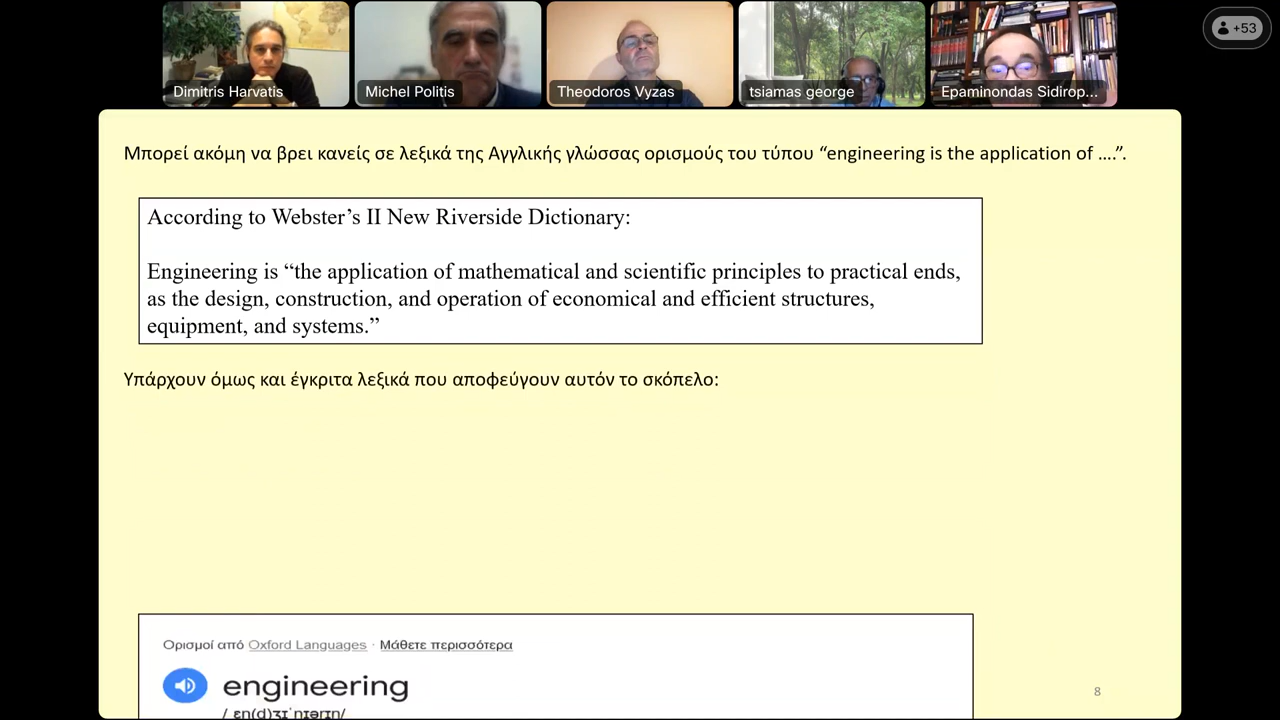 +53
Dimitris Harvatis
Michel Politis
Theodoros Vyzas
tsiamas george
Epaminondas Sidirop...
Μπορεί ακόμη να βρει κανείς σε λεξικά της Αγγλικής γλώσσας ορισμούς του τύπου “engineering is the application of ….”.
According to Webster’s II New Riverside Dictionary:
Engineering is “the application of mathematical and scientific principles to practical ends,
as the design, construction, and operation of economical and efficient structures,
equipment, and systems.”
Υπάρχουν όμως και έγκριτα λεξικά που αποφεύγουν αυτόν το σκόπελο:
Ορισμοί από Oxford Languages · Μάθετε περισσότερα
engineering
/ˌɛn(d)ʒɪˈnɪərɪŋ/
8